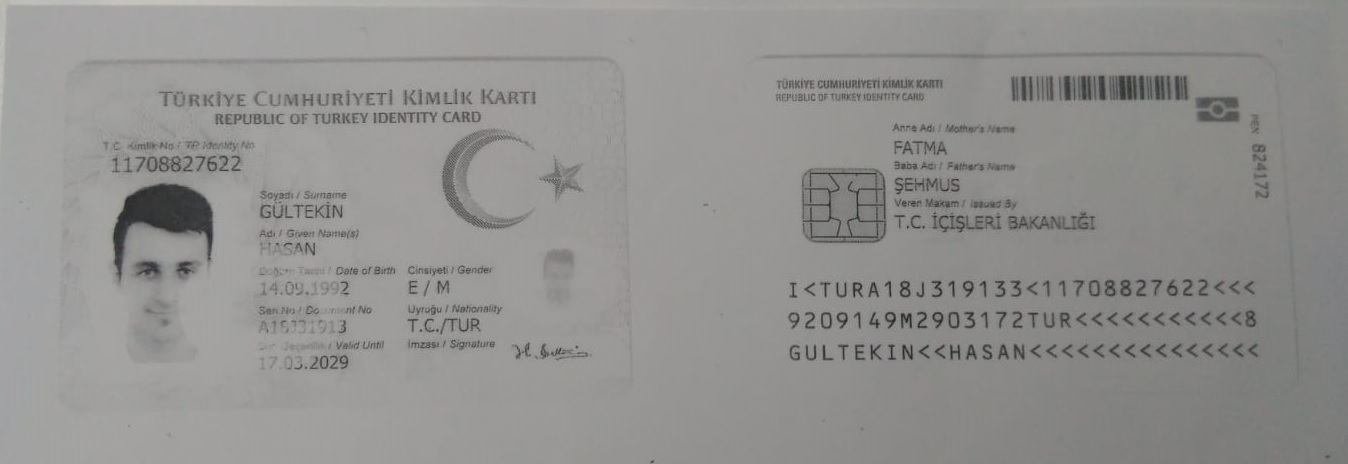 TÜRKİYE CUMHURİYETİ KİMLİK KARTI
REPUBLIC OF TURKEY IDENTITY CARD
T.C. Kimlik No / TR Identity No
11708827622
Soyadı / Surname
GÜLTEKİN
Adı / Given Name(s)
HASAN
Doğum Tarihi / Date of Birth Cinsiyeti / Gender
14.09.1992 E / M
Seri No / Document No Uyruğu / Nationality
T.C./TUR
/ Valid Until İmzası / Signature
17.03.2029
TÜRKİYE CUMHURİYETİ KİMLİK KARTI
REPUBLIC OF TURKEY IDENTITY CARD
Anne Adı / Mother's Name
FATMA
Baba Adı / Father's Name
ŞEHMUS
Veren Makam / Issued By
T.C. İÇİŞLERİ BAKANLIĞI
824172
I<TURA18J319133<11708827622<<<
9209149M2903172TUR<<<<<<<<<<<8
GULTEKIN<<HASAN<<<<<<<<<<<<<<<